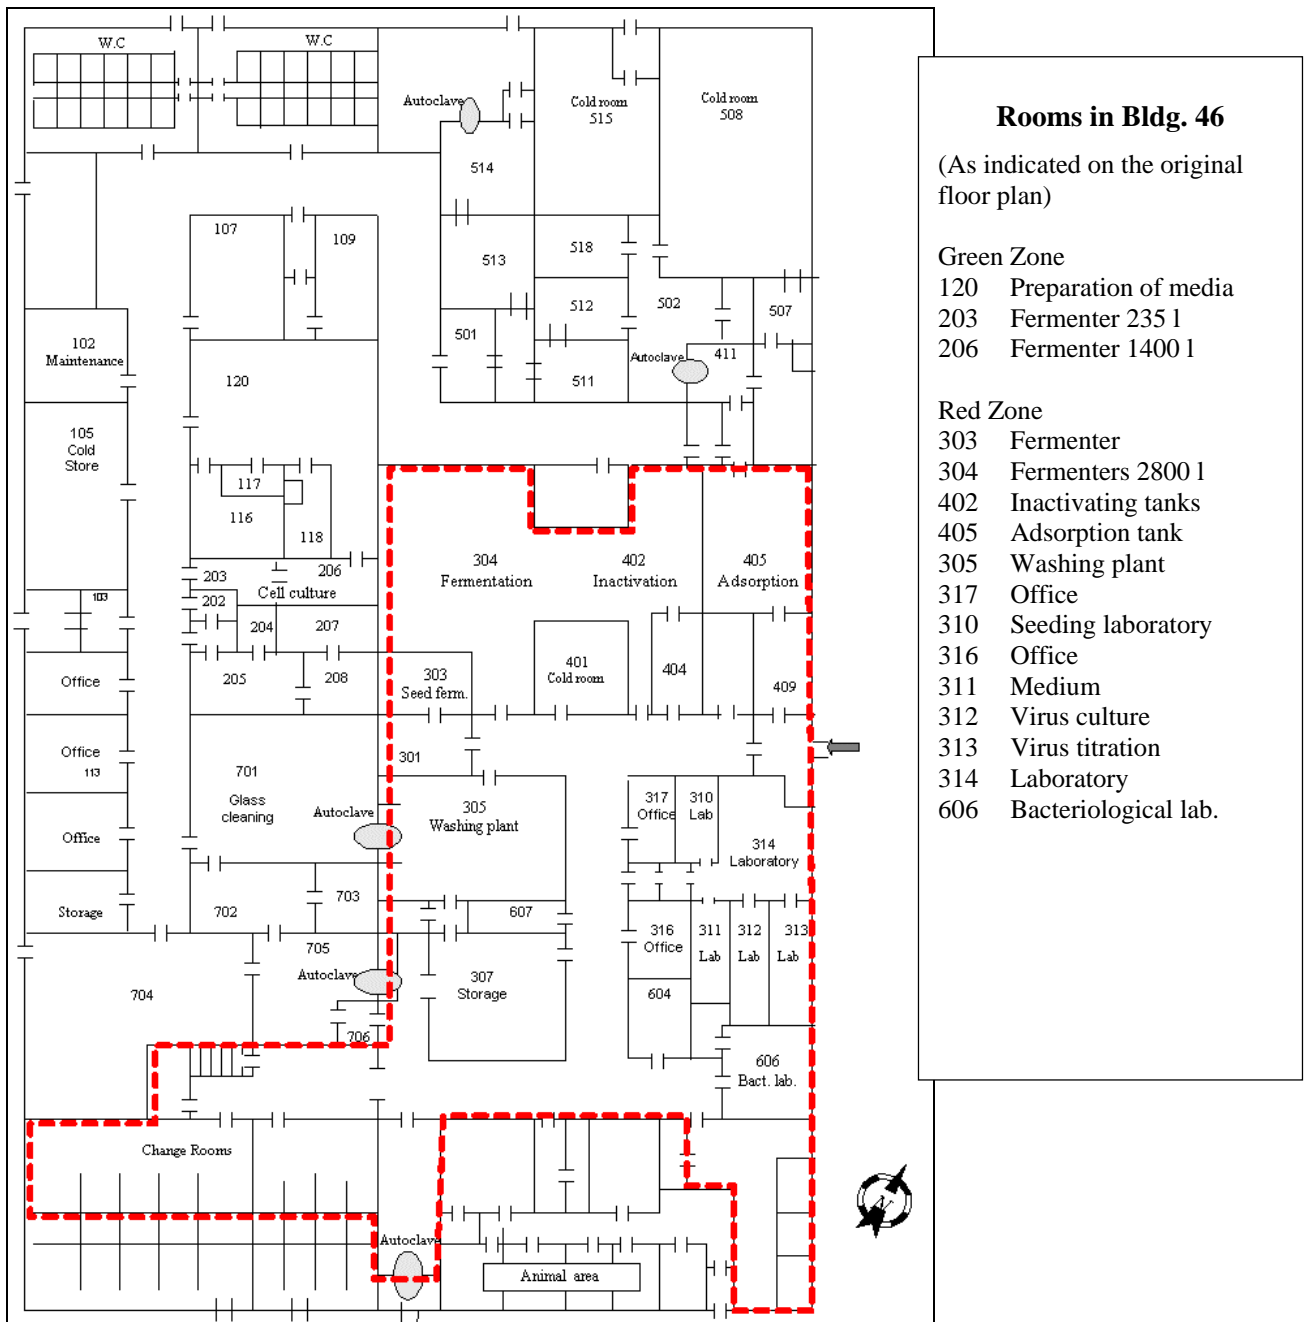 W.C
W.C
Autoclave
Cold room
515
Cold room
508
514
107
109
513
518
512
502
507
501
511
Autoclave
411
102
Maintenance
120
105
Cold
Store
117
116
118
203
206
Cell culture
202
204
207
103
205
208
304
Fermentation
402
Inactivation
405
Adsorption
303
Seed ferm.
401
Cold room
404
409
Office
Office
113
Office
Storage
701
Glass
cleaning
Autoclave
301
305
Washing plant
317
Office
310
Lab
314
Laboratory
702
703
705
607
316
Office
311
Lab
312
Lab
313
Lab
704
Autoclave
307
Storage
604
706
606
Bact. lab.
Change Rooms
Autoclave
Animal area
N
Rooms in Bldg. 46
(As indicated on the original
floor plan)
Green Zone
120 Preparation of media
203 Fermenter 235 l
206 Fermenter 1400 l
Red Zone
303 Fermenter
304 Fermenters 2800 l
402 Inactivating tanks
405 Adsorption tank
305 Washing plant
317 Office
310 Seeding laboratory
316 Office
311 Medium
312 Virus culture
313 Virus titration
314 Laboratory
606 Bacteriological lab.